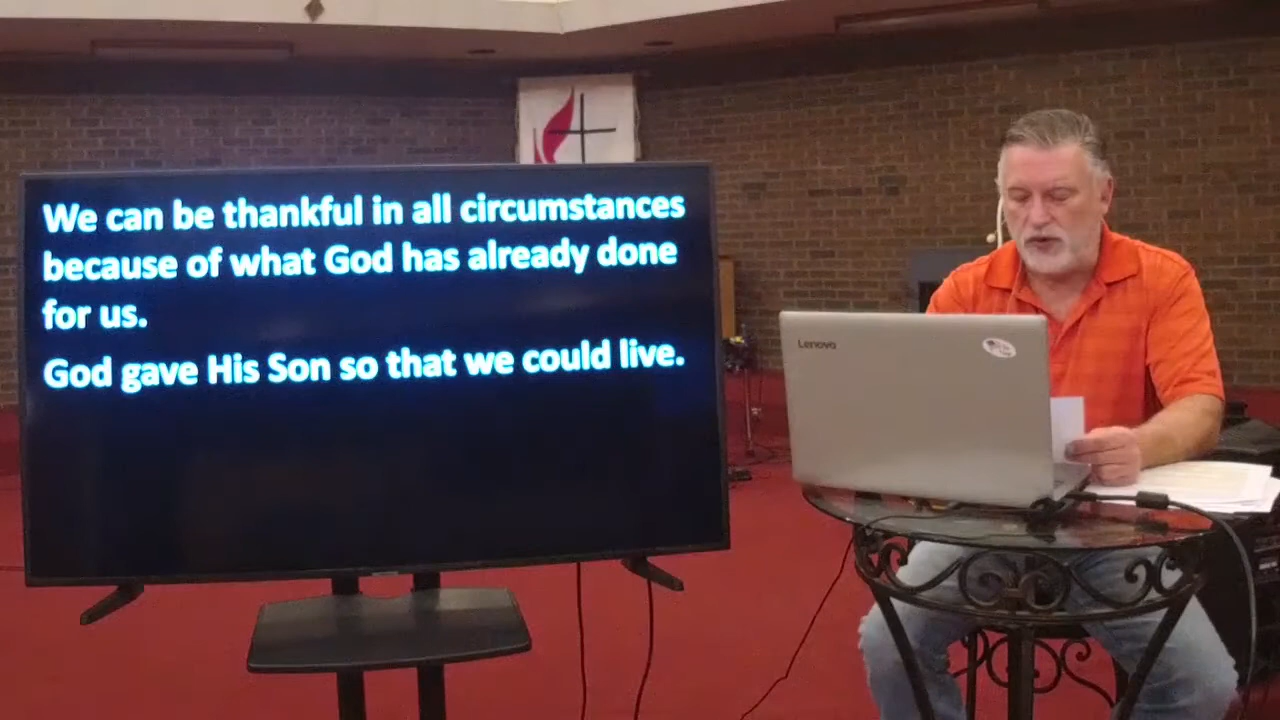 We can be thankful in all circumstances
because of what God has already done
for us.
God gave His Son so that we could live.
Lenovo